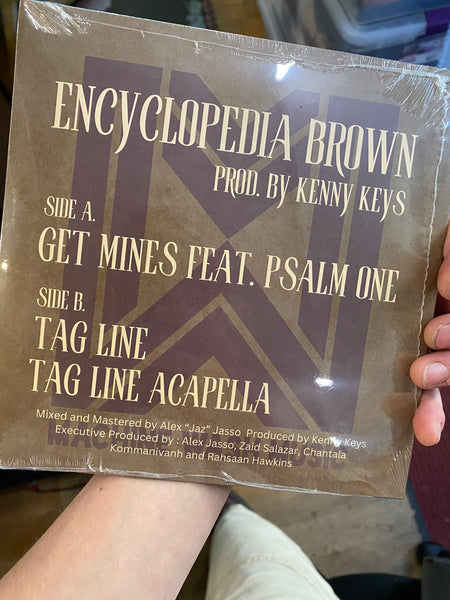 ENCYCLOPEDIA BROWN
PROD. BY KENNY KEYS
SIDE A.
GET MINES FEAT. PSALM ONE
SIDE B.
TAG LINE
TAG LINE ACAPELLA
Mixed and Mastered by Alex "Jaz" Jasso Produced by Kenny Keys
Executive Produced by : Alex Jasso, Zaid Salazar, Chantala
Kommanivanh and Rahsaan Hawkins